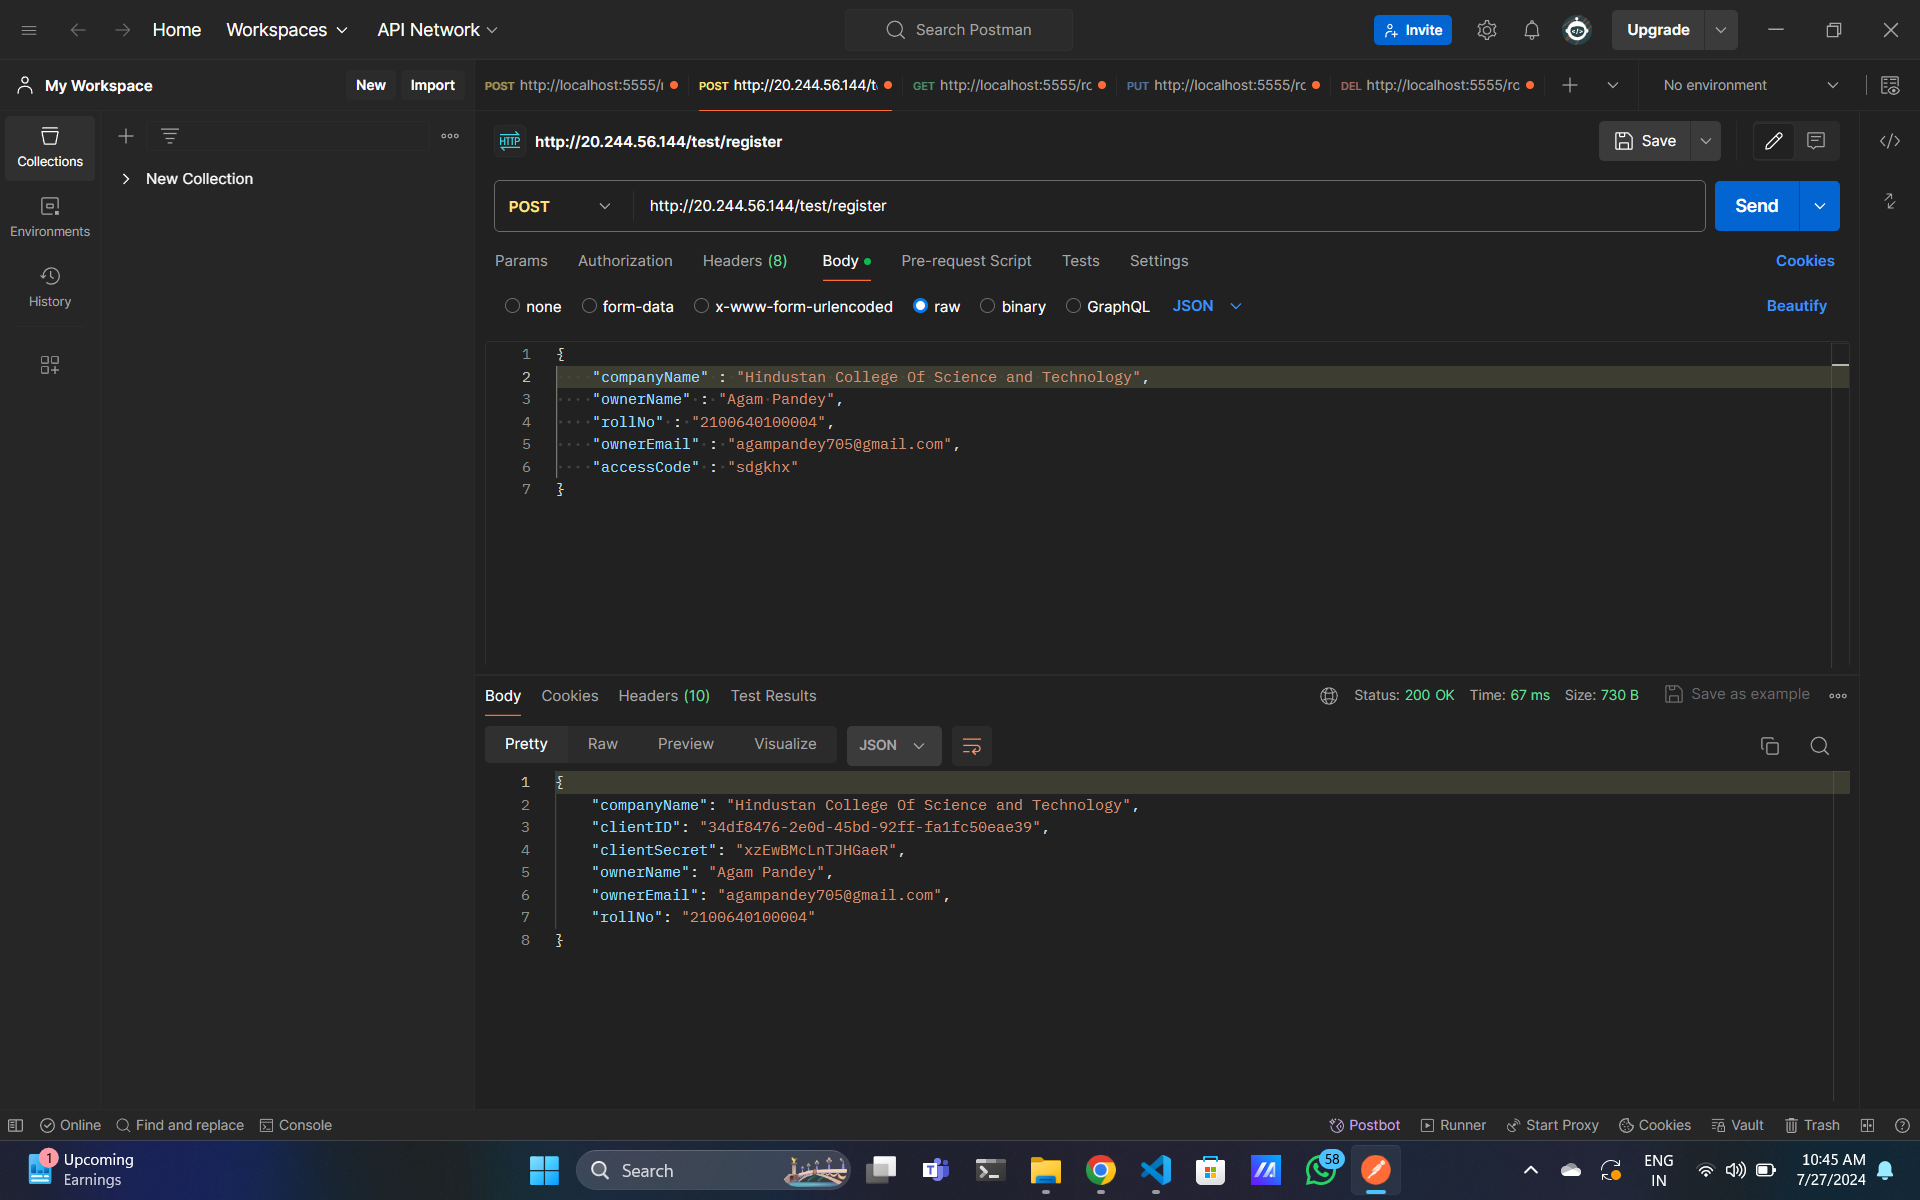 Home Workspaces API Network Search Postman Invite Upgrade
My Workspace New Import POST http://localhost:5555/r POST http://20.244.56.144/t GET http://localhost:5555/rc PUT http://localhost:5555/rc DEL http://localhost:5555/rc No environment
HTTP http://20.244.56.144/test/register Save
Collections
New Collection
POST http://20.244.56.144/test/register Send
Environments
Params Authorization Headers (8) Body Pre-request Script Tests Settings Cookies
History
none form-data x-www-form-urlencoded raw binary GraphQL JSON Beautify
1 {
2 "companyName" : "Hindustan College Of Science and Technology",
3 "ownerName" : "Agam Pandey",
4 "rollNo" : "2100640100004",
5 "ownerEmail" : "agampandey705@gmail.com",
6 "accessCode" : "sdgkhx"
7 }
Body Cookies Headers (10) Test Results Status: 200 OK Time: 67 ms Size: 730 B Save as example
Pretty Raw Preview Visualize JSON
1 {
2 "companyName": "Hindustan College Of Science and Technology",
3 "clientID": "34df8476-2e0d-45bd-92ff-fa1fc50eae39",
4 "clientSecret": "xzEwBMcLnTJHGaeR",
5 "ownerName": "Agam Pandey",
6 "ownerEmail": "agampandey705@gmail.com",
7 "rollNo": "2100640100004"
8 }
Online Find and replace Console Postbot Runner Start Proxy Cookies Vault Trash
1 Upcoming
Earnings
Search
58
ENG
IN
10:45 AM
7/27/2024